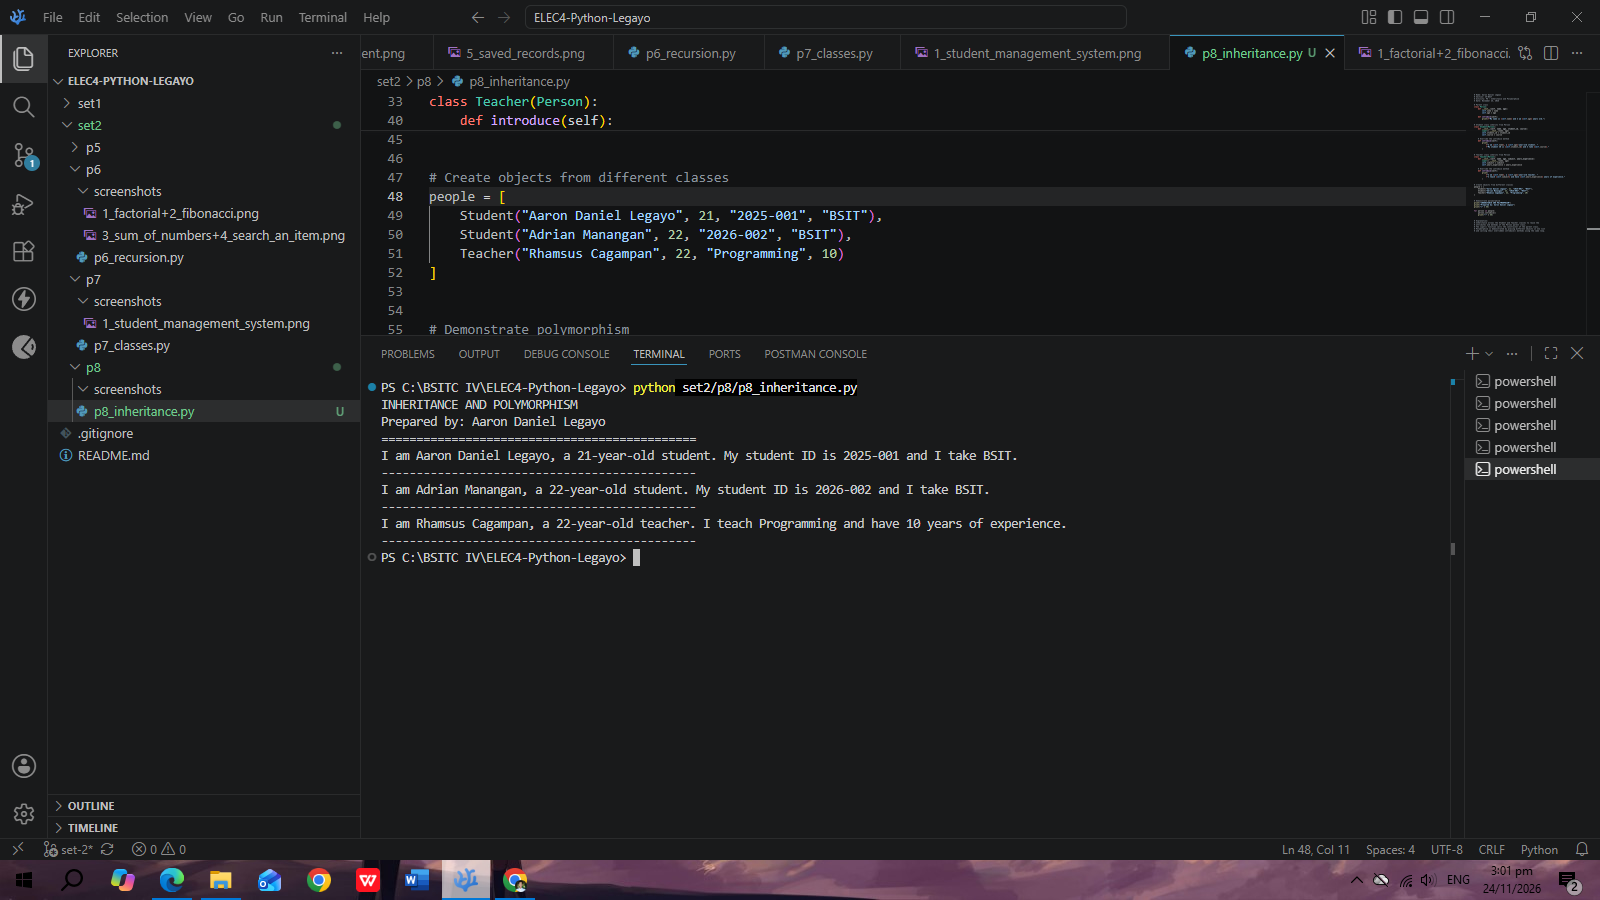 File Edit Selection View Go Run Terminal Help
ELEC4-Python-Legayo
EXPLORER
ELEC4-PYTHON-LEGAYO
set1
set2
p5
p6
screenshots
1_factorial+2_fibonacci.png
3_sum_of_numbers+4_search_an_item.png
p6_recursion.py
p7
screenshots
1_student_management_system.png
p7_classes.py
p8
screenshots
p8_inheritance.py U
.gitignore
README.md
OUTLINE
TIMELINE
1
ent.png 5_saved_records.png p6_recursion.py p7_classes.py 1_student_management_system.png p8_inheritance.py U 1_factorial+2_fibonacci.
set2 > p8 > p8_inheritance.py
33 class Teacher(Person):
40 def introduce(self):
45
46
47 # Create objects from different classes
48 people = [
49 Student("Aaron Daniel Legayo", 21, "2025-001", "BSIT"),
50 Student("Adrian Manangan", 22, "2026-002", "BSIT"),
51 Teacher("Rhamsus Cagampan", 22, "Programming", 10)
52 ]
53
54
55 # Demonstrate polymorphism
PROBLEMS OUTPUT DEBUG CONSOLE TERMINAL PORTS POSTMAN CONSOLE
PS C:\BSITC IV\ELEC4-Python-Legayo> python set2/p8/p8_inheritance.py
INHERITANCE AND POLYMORPHISM
Prepared by: Aaron Daniel Legayo
=============================================
I am Aaron Daniel Legayo, a 21-year-old student. My student ID is 2025-001 and I take BSIT.
---------------------------------------------
I am Adrian Manangan, a 22-year-old student. My student ID is 2026-002 and I take BSIT.
---------------------------------------------
I am Rhamsus Cagampan, a 22-year-old teacher. I teach Programming and have 10 years of experience.
---------------------------------------------
PS C:\BSITC IV\ELEC4-Python-Legayo>
powershell
powershell
powershell
powershell
powershell
set-2* 0 0
Ln 48, Col 11 Spaces: 4 UTF-8 CRLF Python
ENG
3:01 pm
24/11/2026
2